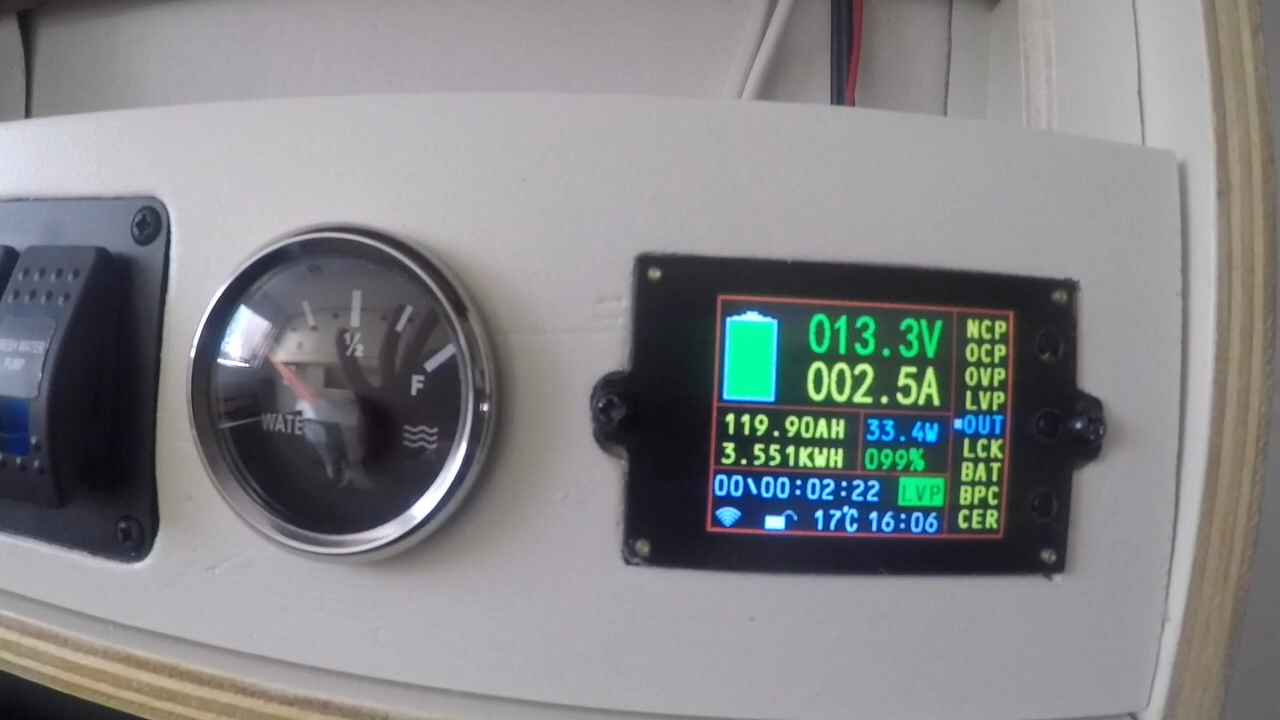 FRESH WATER
PUMP
½
F
WATE
013.3V
002.5A
119.90AH
33.4W
3.551KWH
099%
00\00:02:22
LVP
17℃
16:06
NCP
OCP
OVP
LVP
*OUT
LCK
BAT
BPC
CER